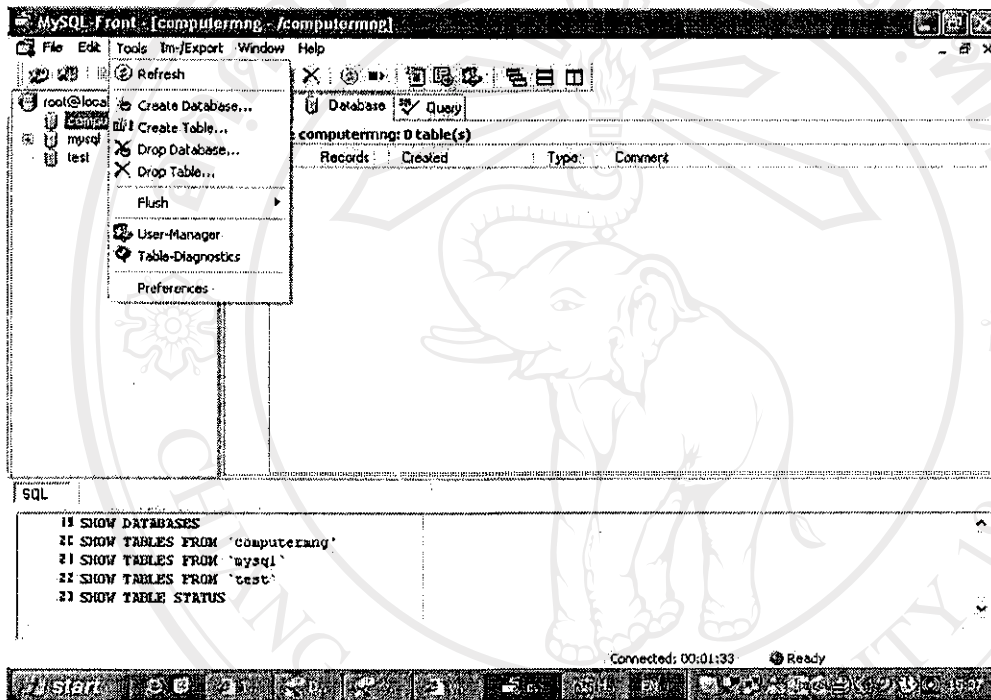 MySQL-Front - [computermng - /computermng]
File Edit Tools Im-/Export Window Help
Refresh
Create Database...
Create Table...
Drop Database...
Drop Table...
Flush
User-Manager
Table-Diagnostics
Preferences
root@loca
mysql
test
Database Query
computermng: 0 table(s)
Records Created Type Comment
SQL
SHOW DATABASES
SHOW TABLES FROM `computermng`
21 SHOW TABLES FROM `mysql`
22 SHOW TABLES FROM `test`
SHOW TABLE STATUS
Connected: 00:01:33 Ready
start